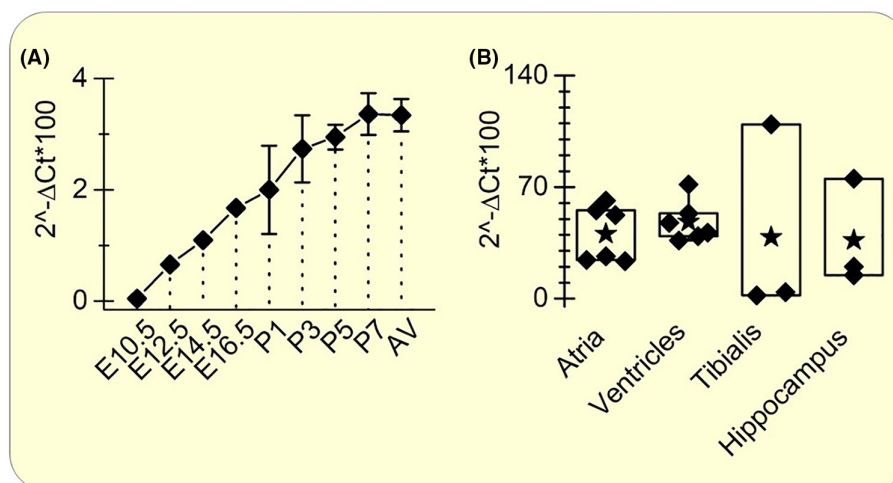 (A)
4
2
0
2^-ΔCt*100
E10.5
E12.5
E14.5
E16.5
P1
P3
P5
P7
AV
(B)
140
70
0
2^-ΔCt*100
Atria
Ventricles
Tibialis
Hippocampus